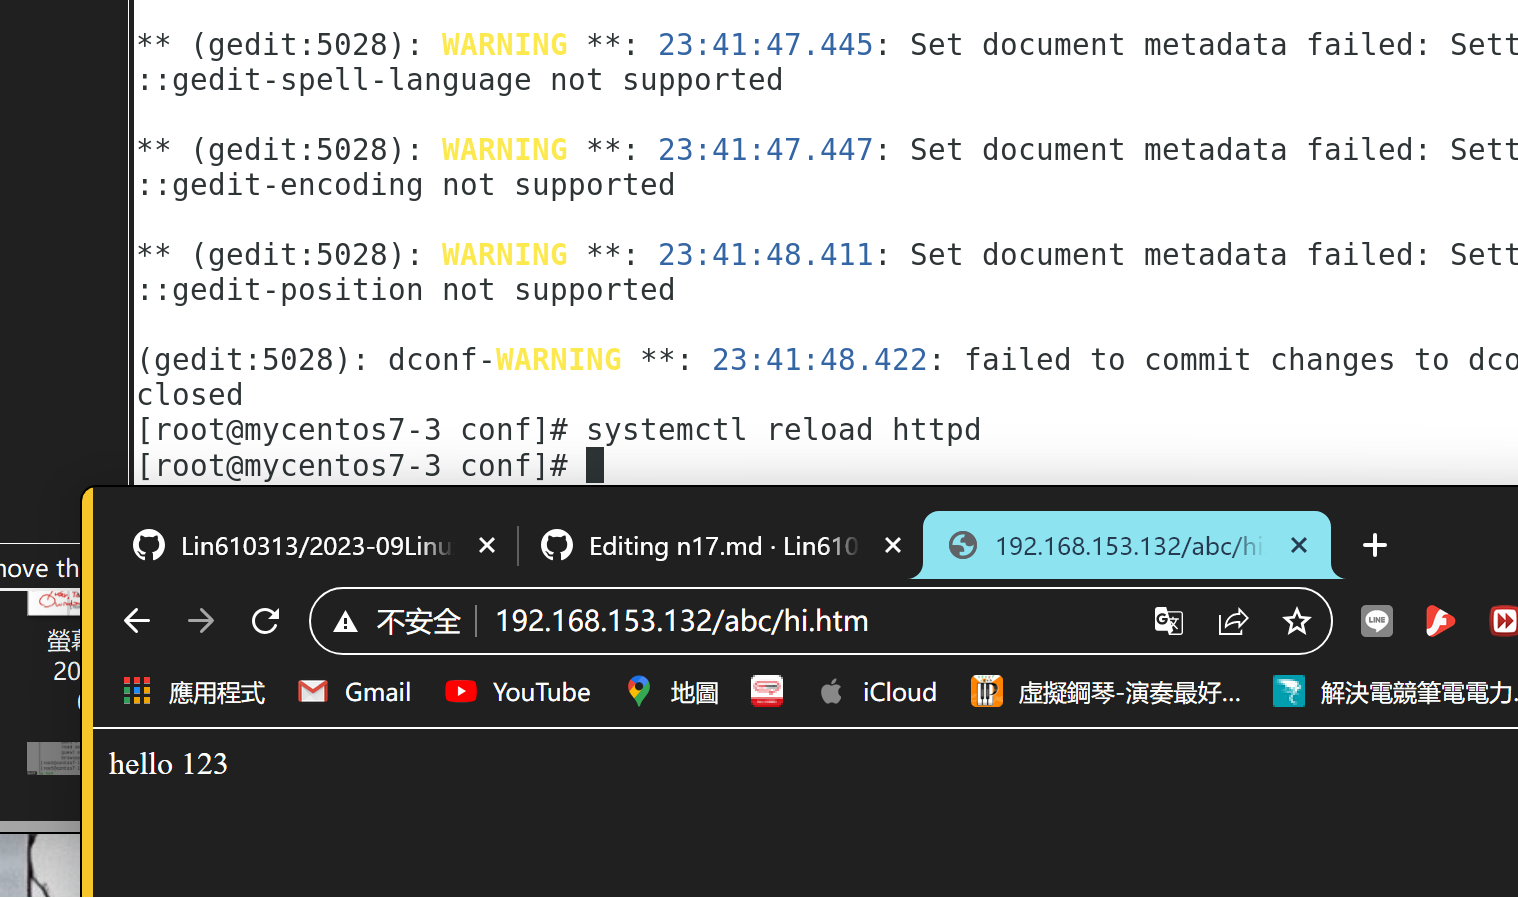 ** (gedit:5028): WARNING **: 23:41:47.445: Set document metadata failed: Sett
::gedit-spell-language not supported
** (gedit:5028): WARNING **: 23:41:47.447: Set document metadata failed: Sett
::gedit-encoding not supported
** (gedit:5028): WARNING **: 23:41:48.411: Set document metadata failed: Sett
::gedit-position not supported
(gedit:5028): dconf-WARNING **: 23:41:48.422: failed to commit changes to dco
closed
[root@mycentos7-3 conf]# systemctl reload httpd
[root@mycentos7-3 conf]#
Lin610313/2023-09Linu
Editing n17.md · Lin610
192.168.153.132/abc/hi
不安全
192.168.153.132/abc/hi.htm
LINE
應用程式
Gmail
YouTube
地圖
iCloud
虛擬鋼琴-演奏最好...
解決電競筆電電力.
hello 123
ove th
螢
20